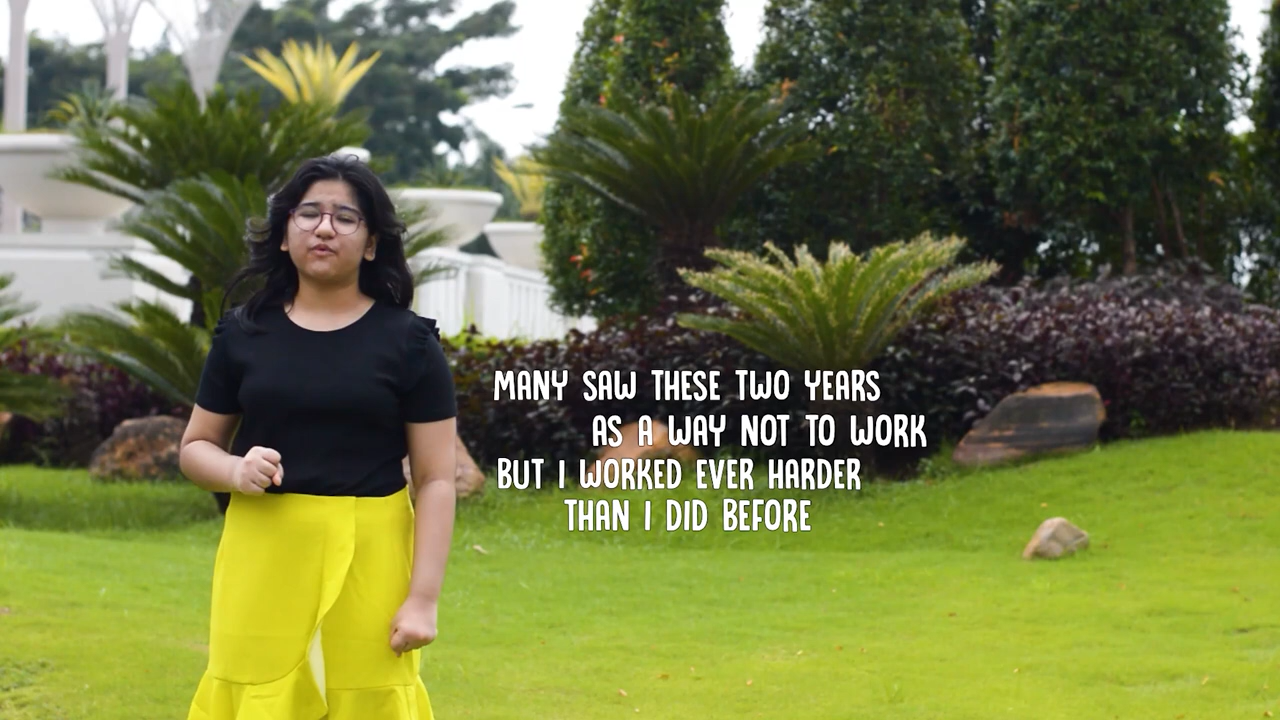 MANY SAW THESE TWO YEARS
AS A WAY NOT TO WORK
BUT I WORKED EVER HARDER
THAN I DID BEFORE